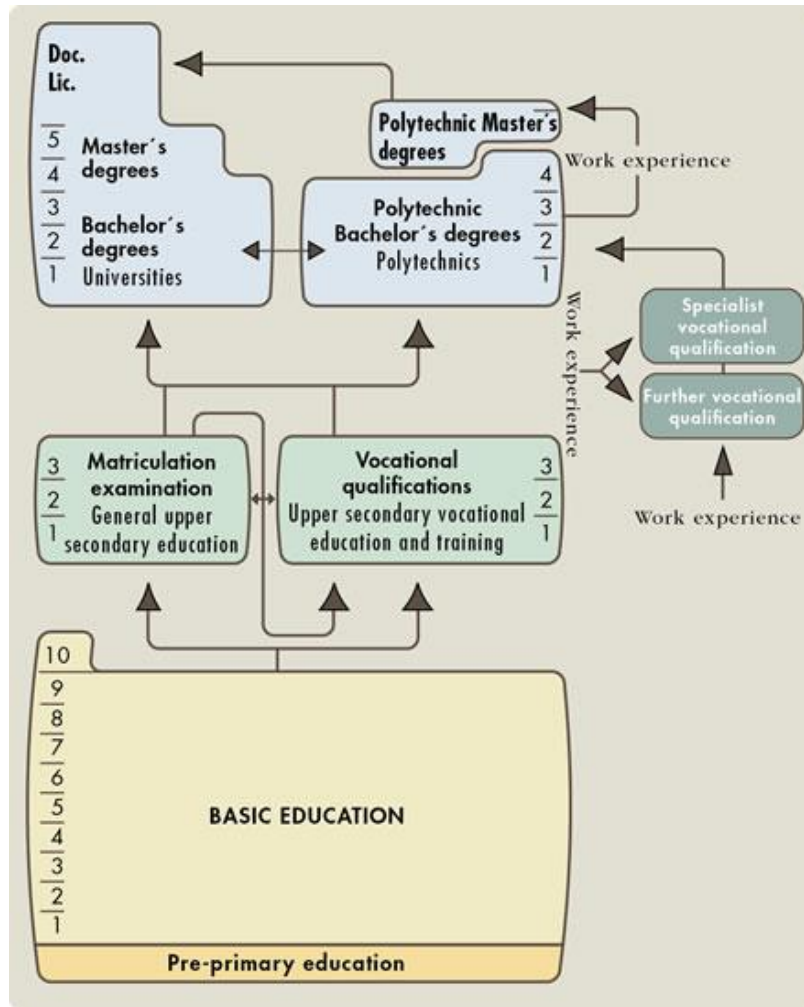 Doc.
Lic.
5
4
3
2
1
Master´s
degrees
Bachelor´s
degrees
Universities
Polytechnic Master´s
degrees
Work experience
Polytechnic
Bachelor´s degrees
Polytechnics
4
3
2
1
Work experience
Specialist
vocational
qualification
Further vocational
qualification
Work experience
3
2
1
Matriculation
examination
General upper
secondary education
Vocational
qualifications
Upper secondary vocational
education and training
3
2
1
10
9
8
7
6
5
4
3
2
1
BASIC EDUCATION
Pre-primary education